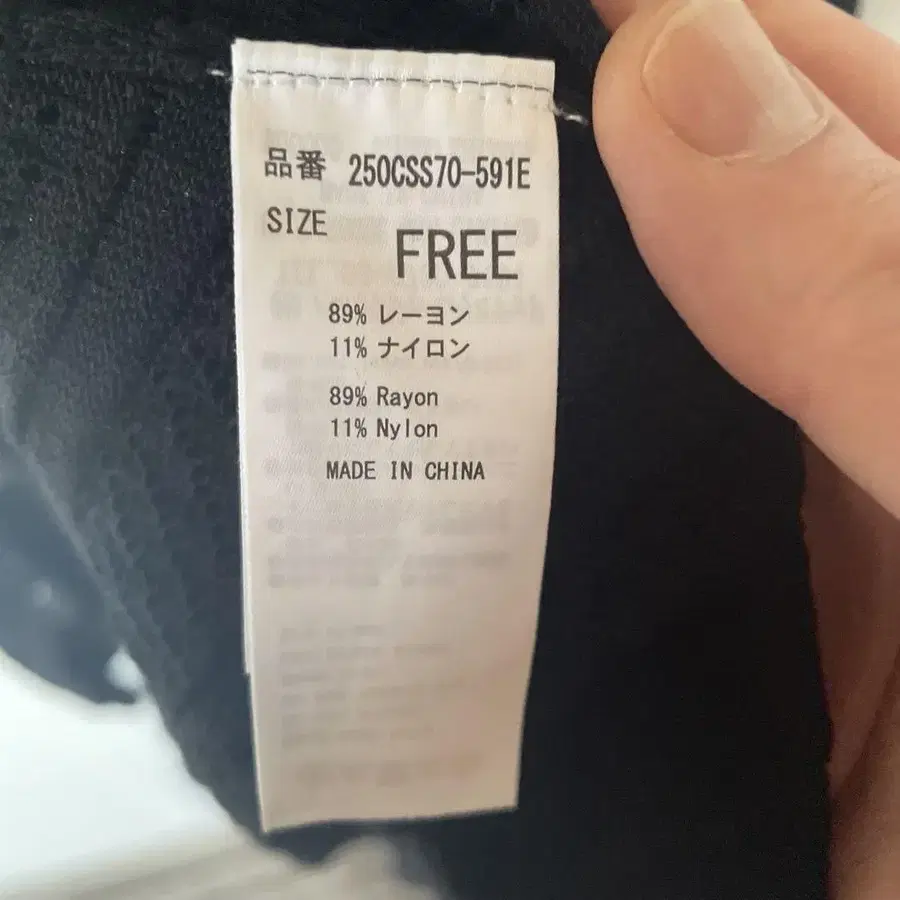 品番 250CSS70-591E
SIZE
FREE
89% レーヨン
11% ナイロン
89% Rayon
11% Nylon
MADE IN CHINA